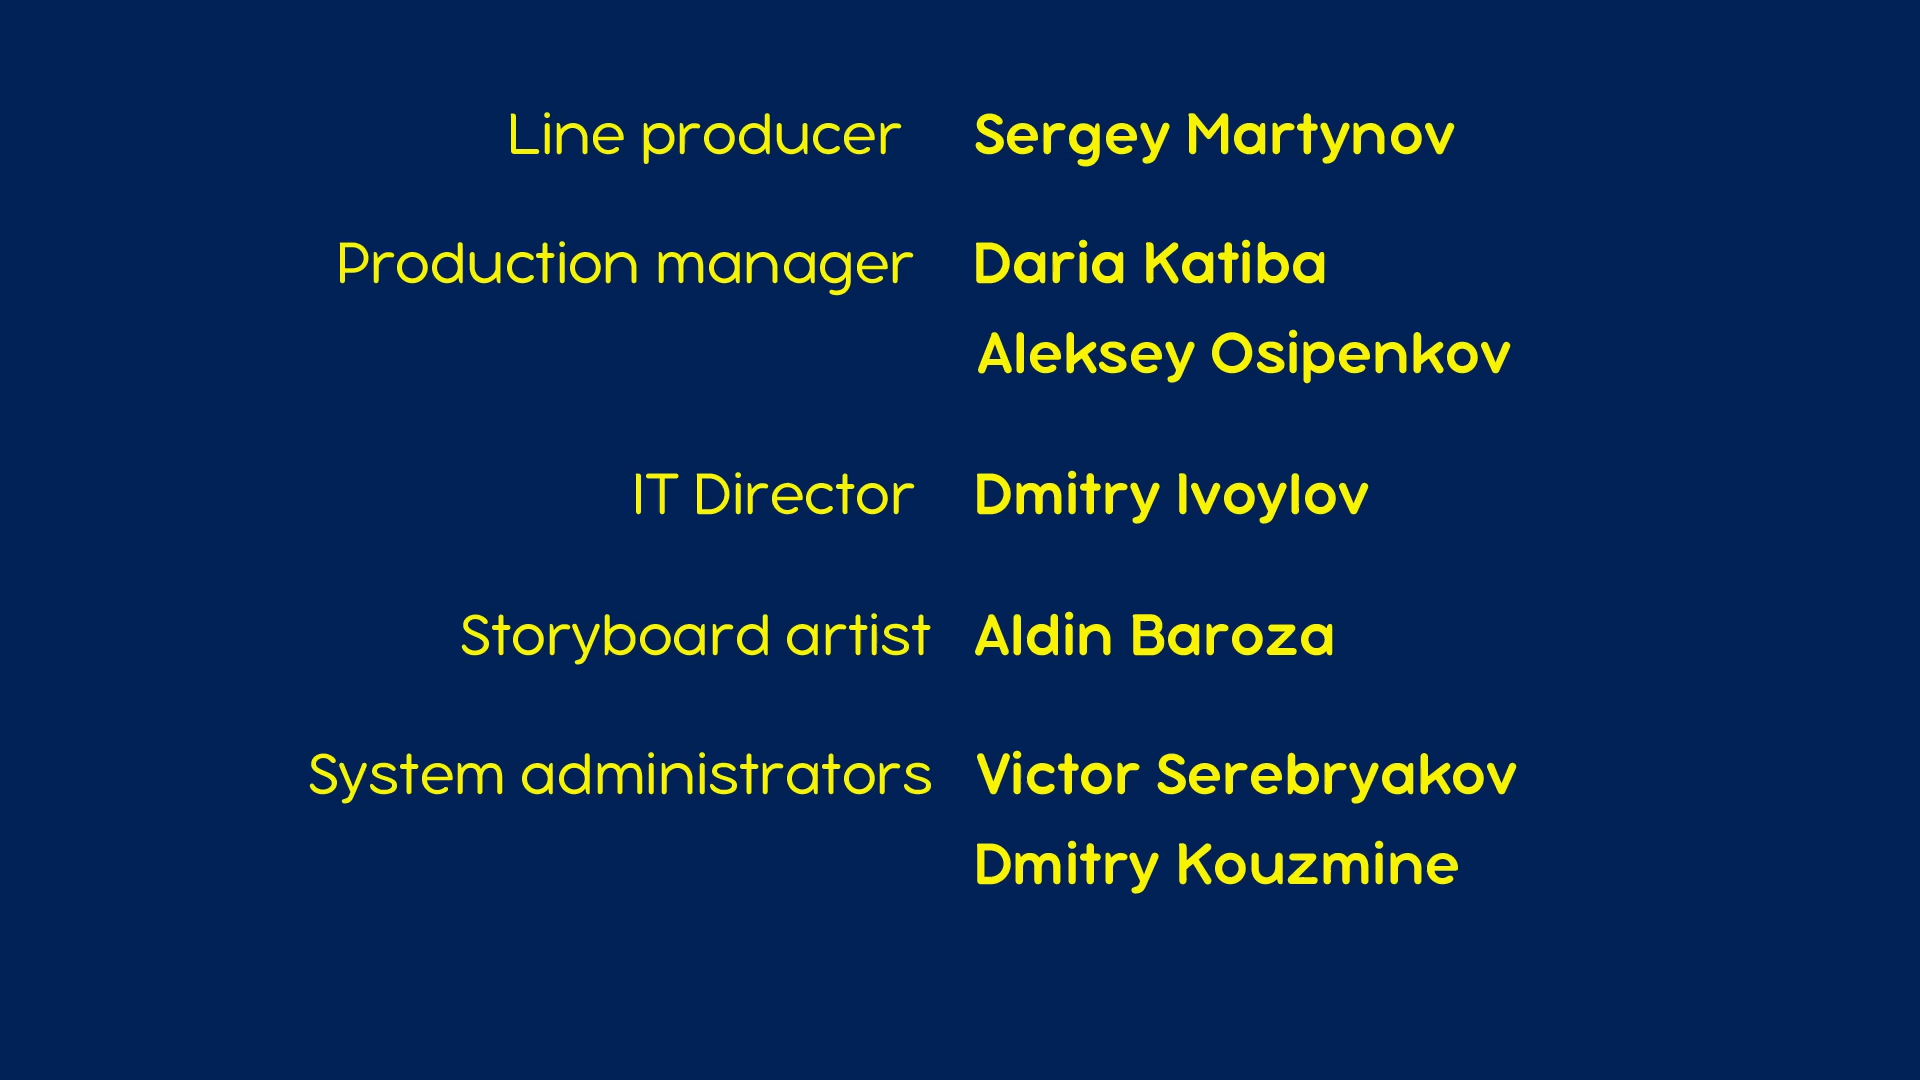 Line producer Sergey Martynov
Production manager Daria Katiba
Aleksey Osipenkov
IT Director Dmitry Ivoylov
Storyboard artist Aldin Baroza
System administrators Victor Serebryakov
Dmitry Kouzmine